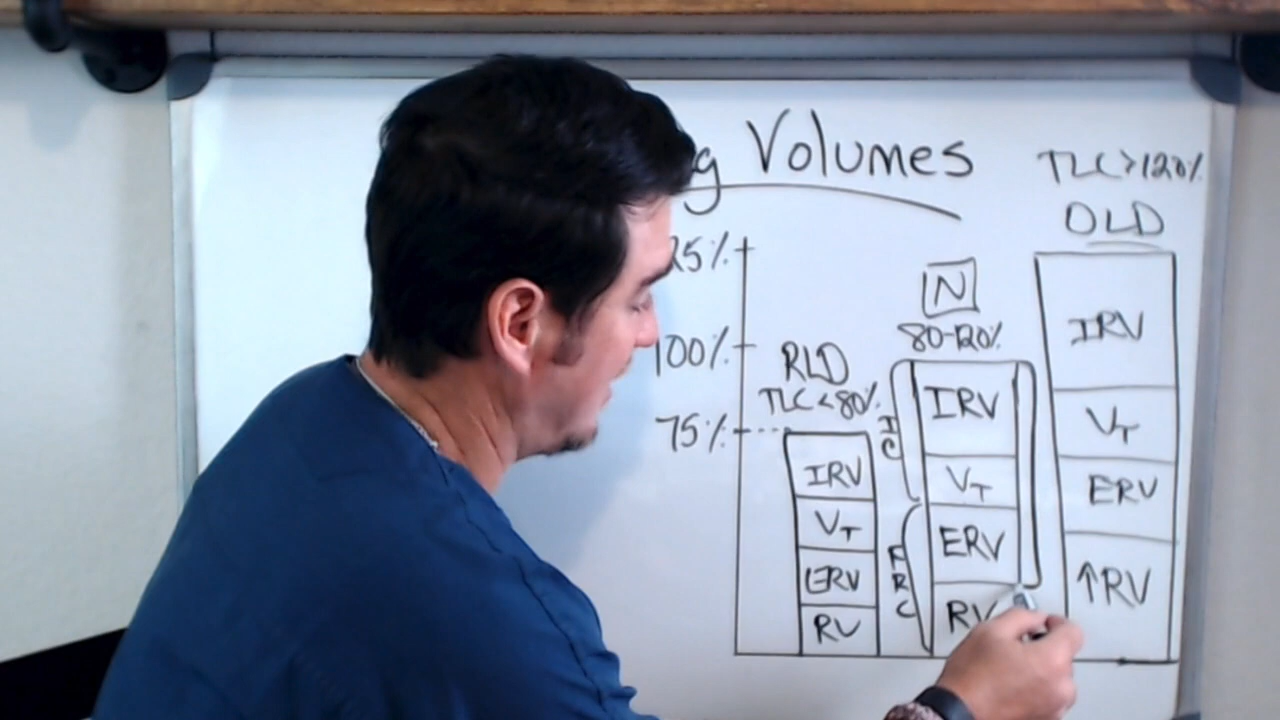 g Volumes
TLC>120%
OLD
25%
100%
75%
RLD
TLC<80%
IRV
VT
ERV
RV
N
80-120%
IC
FRC
IRV
VT
ERV
RV
IRV
VT
ERV
↑RV